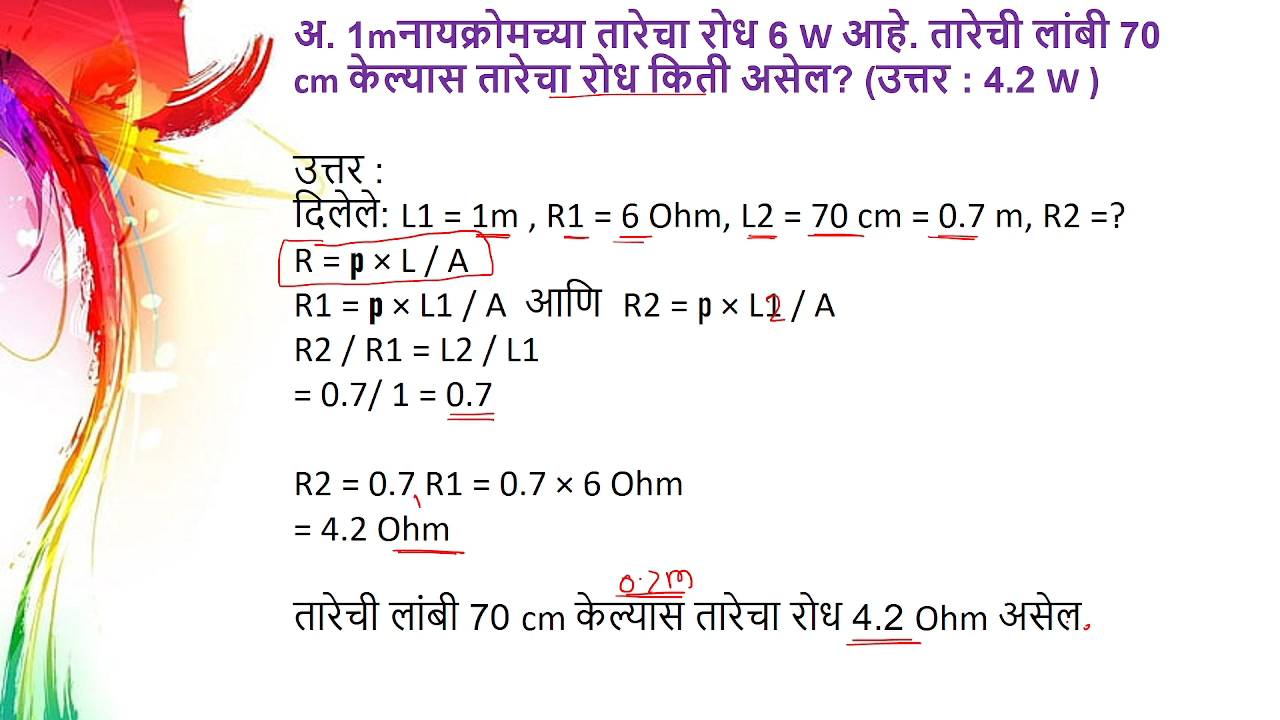 अ. 1mनायक्रोमच्या तारेचा रोध 6 W आहे. तारेची लांबी 70
cm केल्यास तारेचा रोध किती असेल? (उत्तर : 4.2 W )
उत्तर :
दिलेले: L1 = 1m , R1 = 6 Ohm, L2 = 70 cm = 0.7 m, R2 =?
R = p × L / A
R1 = p × L1 / A आणि R2 = p × L2 / A
R2 / R1 = L2 / L1
= 0.7/ 1 = 0.7
R2 = 0.7 R1 = 0.7 × 6 Ohm
= 4.2 Ohm
0.7m
तारेची लांबी 70 cm केल्यास तारेचा रोध 4.2 Ohm असेल.